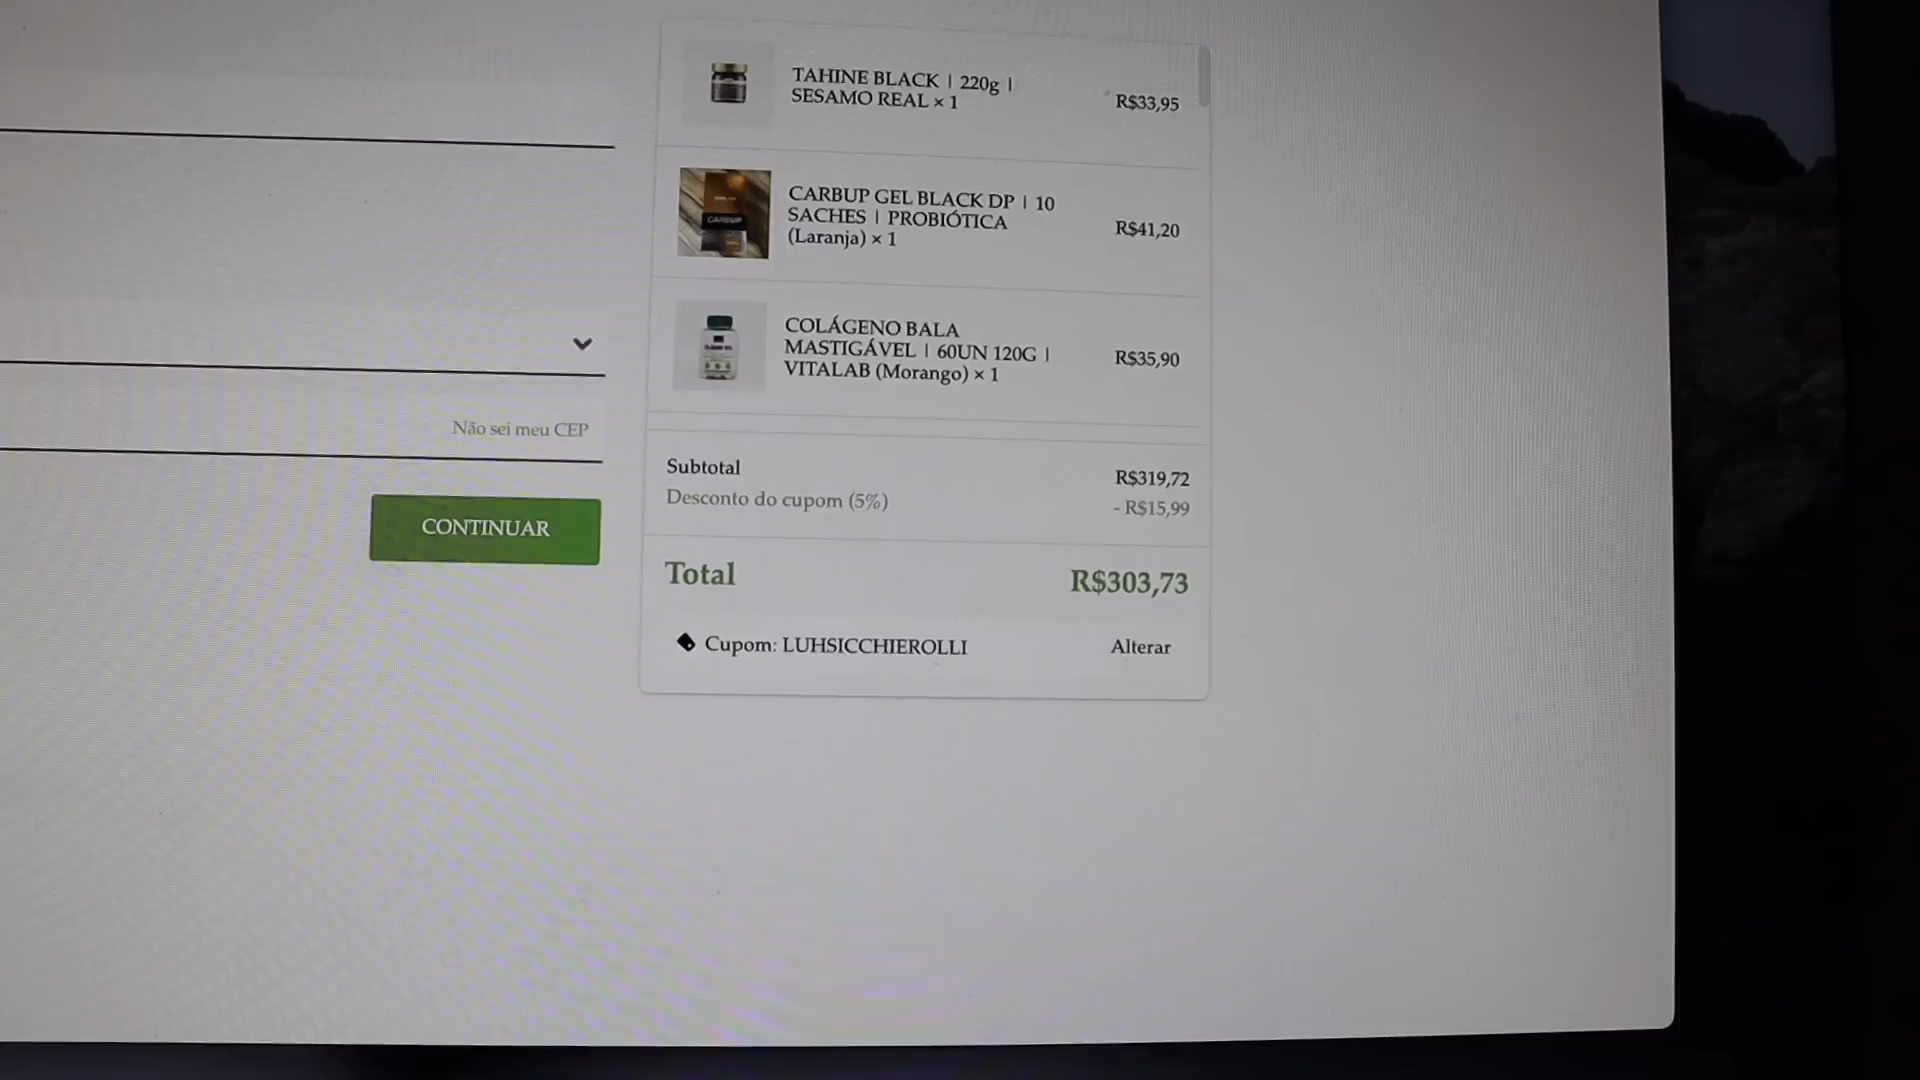 TAHINE BLACK | 220g |
SESAMO REAL × 1
R$33,95
CARBUP
CARBUP GEL BLACK DP | 10
SACHES | PROBIÓTICA
(Laranja) × 1
R$41,20
COLÁGENO BALA
MASTIGÁVEL | 60UN 120G |
VITALAB (Morango) × 1
R$35,90
Não sei meu CEP
CONTINUAR
Subtotal
R$319,72
Desconto do cupom (5%)
- R$15,99
Total
R$303,73
Cupom: LUHSICCHIEROLLI
Alterar